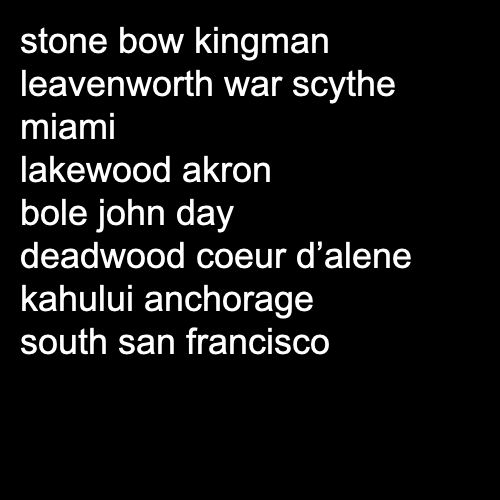 stone bow kingman
leavenworth war scythe
miami
lakewood akron
bole john day
deadwood coeur d’alene
kahului anchorage
south san francisco